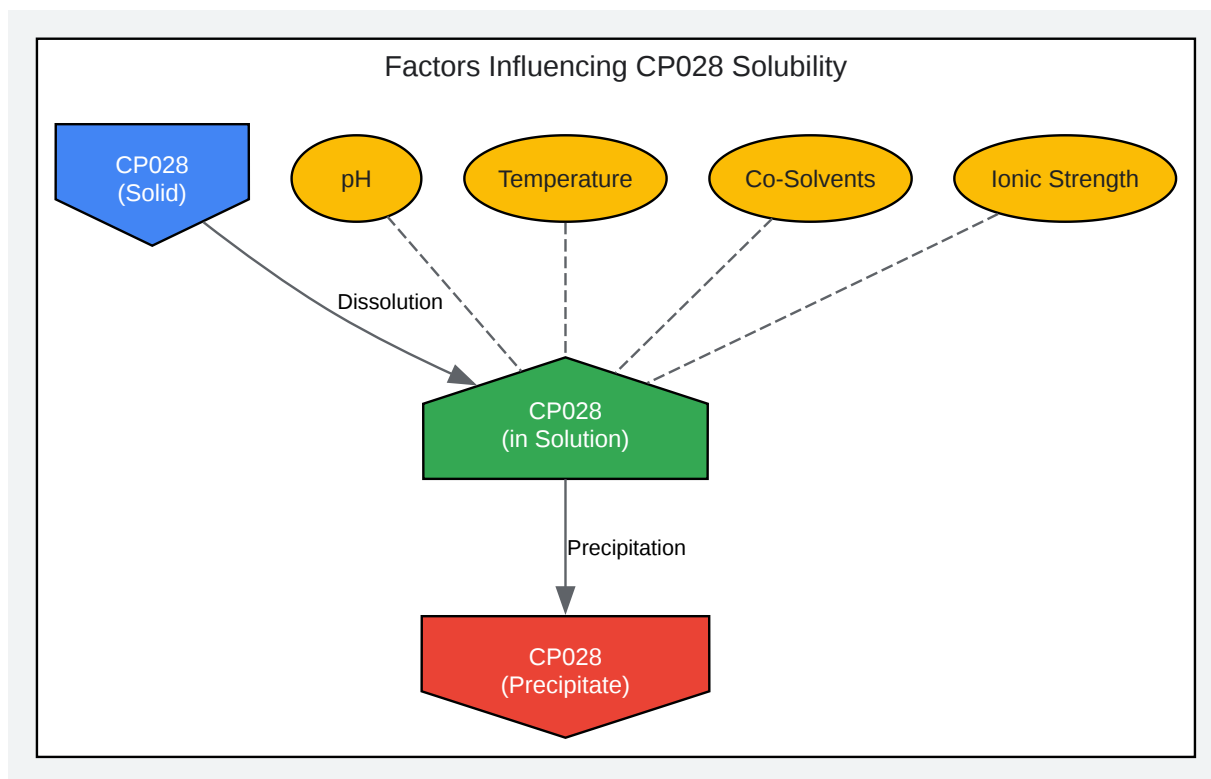 Factors Influencing CP028 Solubility
CP028
(Solid)
pH
Temperature
Co-Solvents
Ionic Strength
Dissolution
CP028
(in Solution)
Precipitation
CP028
(Precipitate)